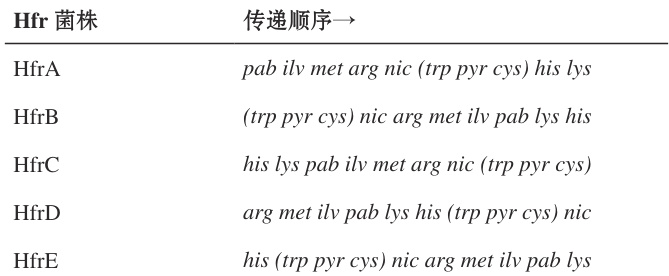 Hfr 菌株 传递顺序→
HfrA pab ilv met arg nic (trp pyr cys) his lys
HfrB (trp pyr cys) nic arg met ilv pab lys his
HfrC his lys pab ilv met arg nic (trp pyr cys)
HfrD arg met ilv pab lys his (trp pyr cys) nic
HfrE his (trp pyr cys) nic arg met ilv pab lys